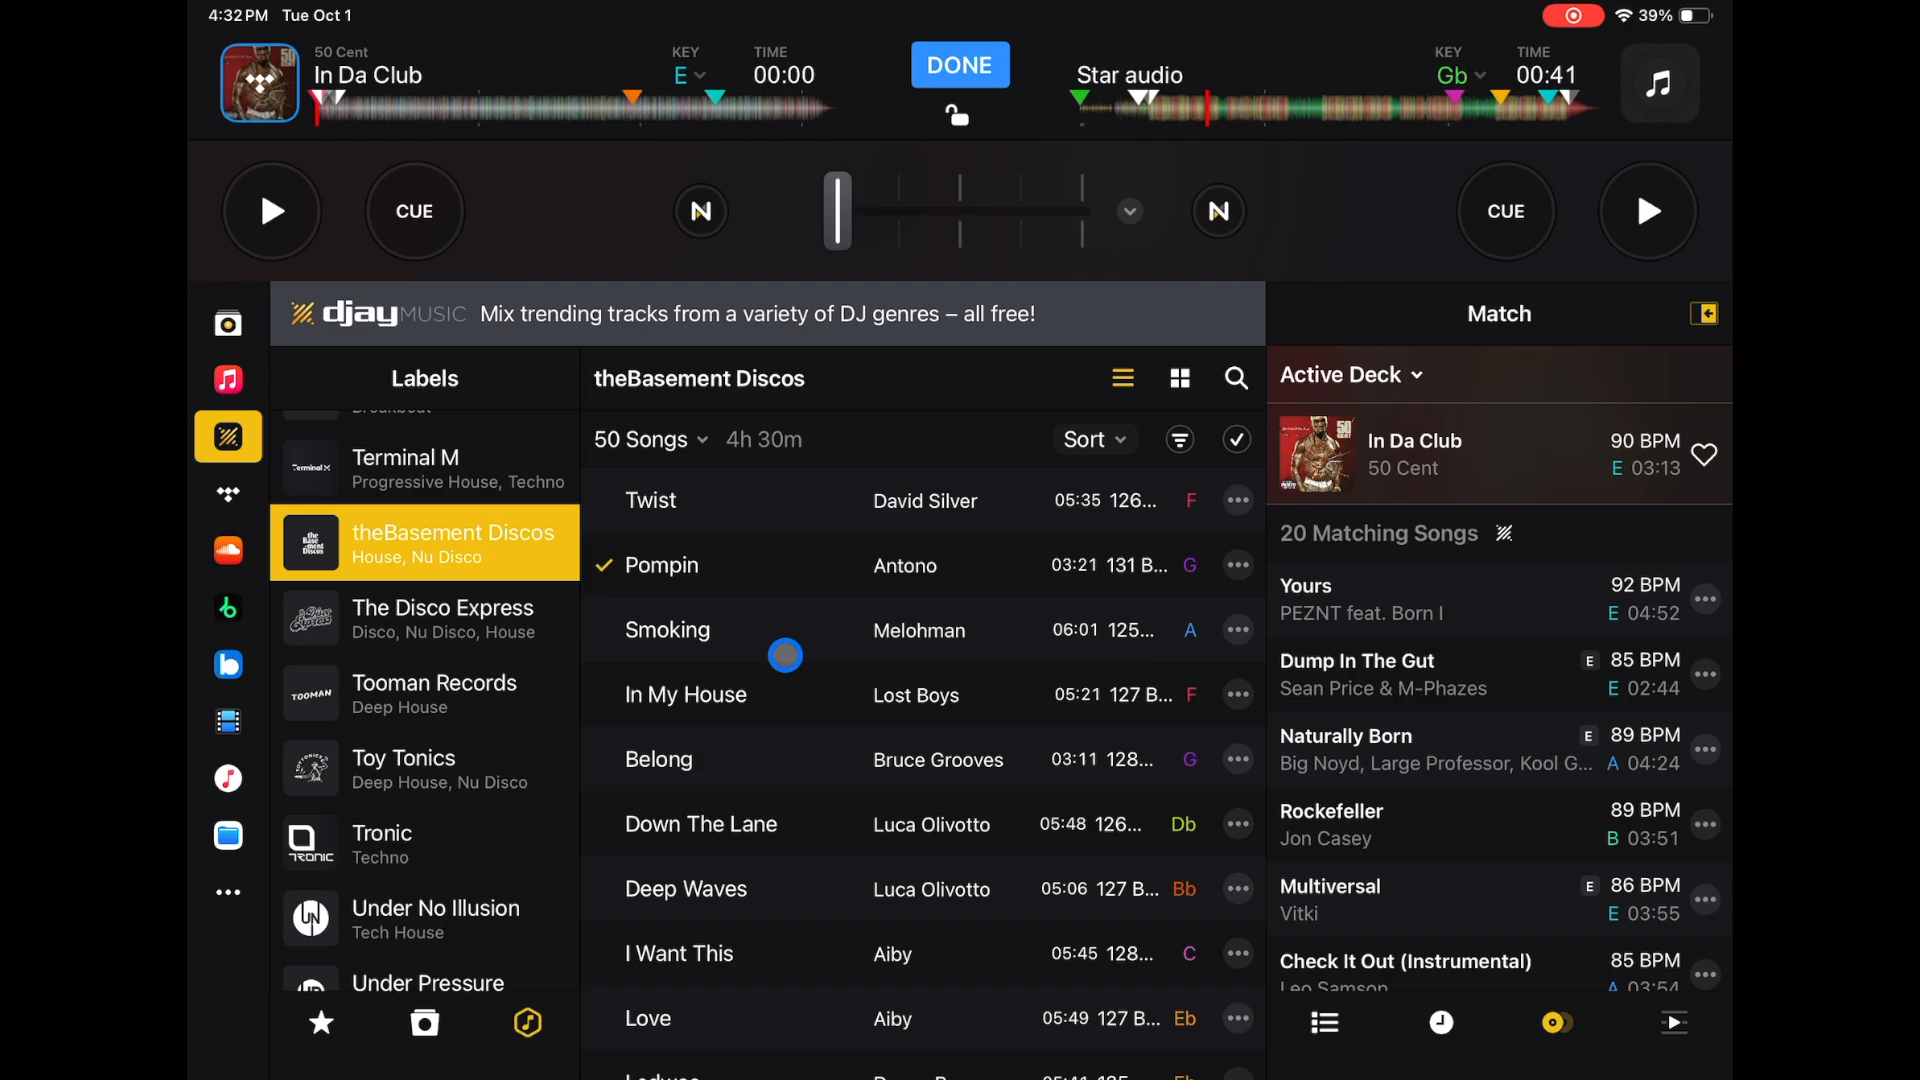 4:32 PM Tue Oct 1
39%
50 Cent
In Da Club
KEY
E
TIME
00:00
DONE
Star audio
KEY
Gb
TIME
00:41
CUE
CUE
djay MUSIC Mix trending tracks from a variety of DJ genres – all free!
Match
Labels
Terminal M
Progressive House, Techno
theBasement Discos
House, Nu Disco
The Disco Express
Disco, Nu Disco, House
TOOMAN
Tooman Records
Deep House
Toy Tonics
Deep House, Nu Disco
TRONIC
Tronic
Techno
UN
Under No Illusion
Tech House
Under Pressure
theBasement Discos
50 Songs 4h 30m
Sort
Twist David Silver 05:35 126... F
Pompin Antono 03:21 131 B... G
Smoking Melohman 06:01 125... A
In My House Lost Boys 05:21 127 B... F
Belong Bruce Grooves 03:11 128... G
Down The Lane Luca Olivotto 05:48 126... Db
Deep Waves Luca Olivotto 05:06 127 B... Bb
I Want This Aiby 05:45 128... C
Love Aiby 05:49 127 B... Eb
Active Deck
In Da Club 90 BPM
50 Cent E 03:13
20 Matching Songs
Yours 92 BPM
PEZNT feat. Born I E 04:52
Dump In The Gut E 85 BPM
Sean Price & M-Phazes E 02:44
Naturally Born E 89 BPM
Big Noyd, Large Professor, Kool G... A 04:24
Rockefeller 89 BPM
Jon Casey B 03:51
Multiversal E 86 BPM
Vitki E 03:55
Check It Out (Instrumental) 85 BPM
Leo Samson A 03:54